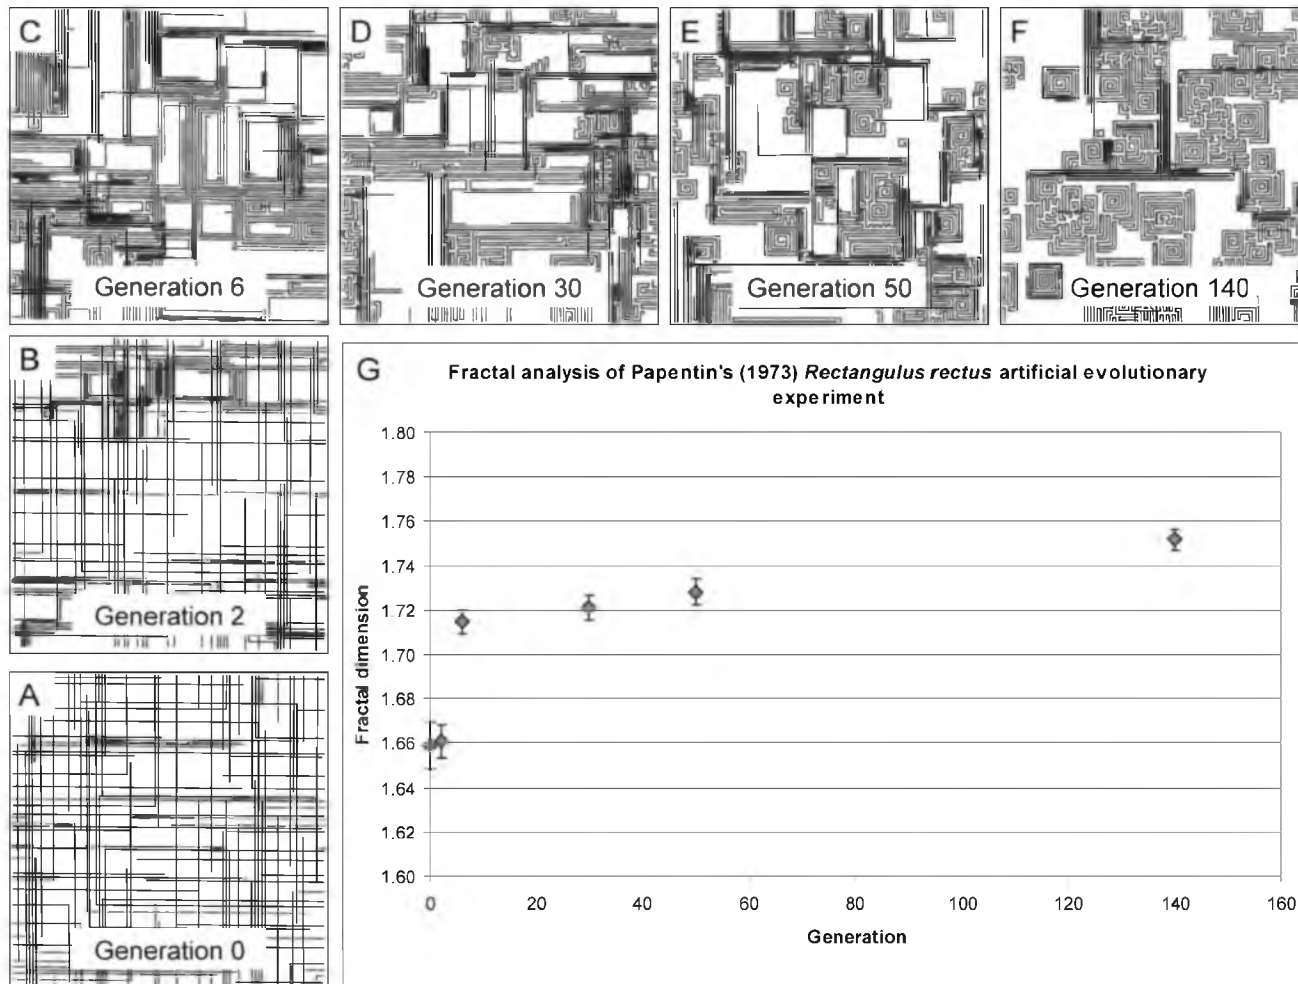 C
D
E
F
Generation 6
Generation 30
Generation 50
Generation 140
B
Generation 2
A
Generation 0
G
Fractal analysis of Papentin's (1973) Rectangulus rectus artificial evolutionary
experiment
1.80
1.78
1.76
1.74
1.72
1.70
1.68
1.66
1.64
1.62
1.60
Fractal dimension
0 20 40 60 80 100 120 140 160
Generation